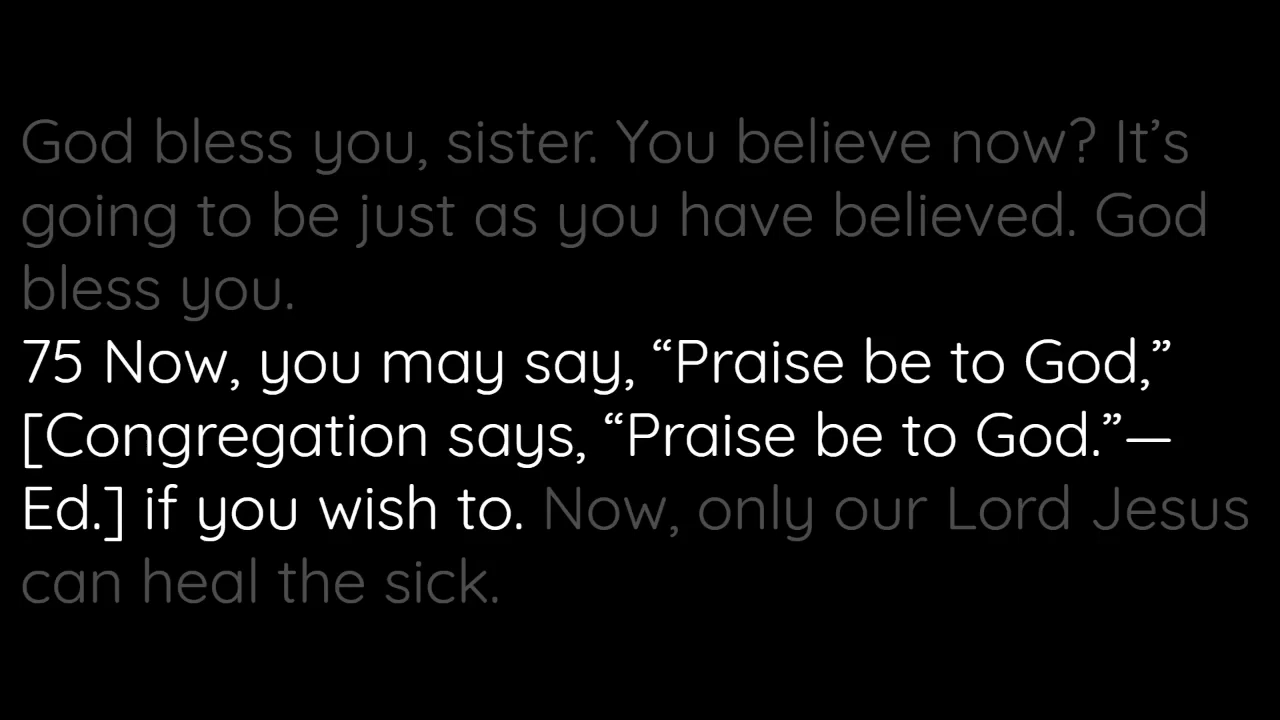 God bless you, sister. You believe now? It’s
going to be just as you have believed. God
bless you.
75 Now, you may say, “Praise be to God,”
[Congregation says, “Praise be to God.”—
Ed.] if you wish to. Now, only our Lord Jesus
can heal the sick.